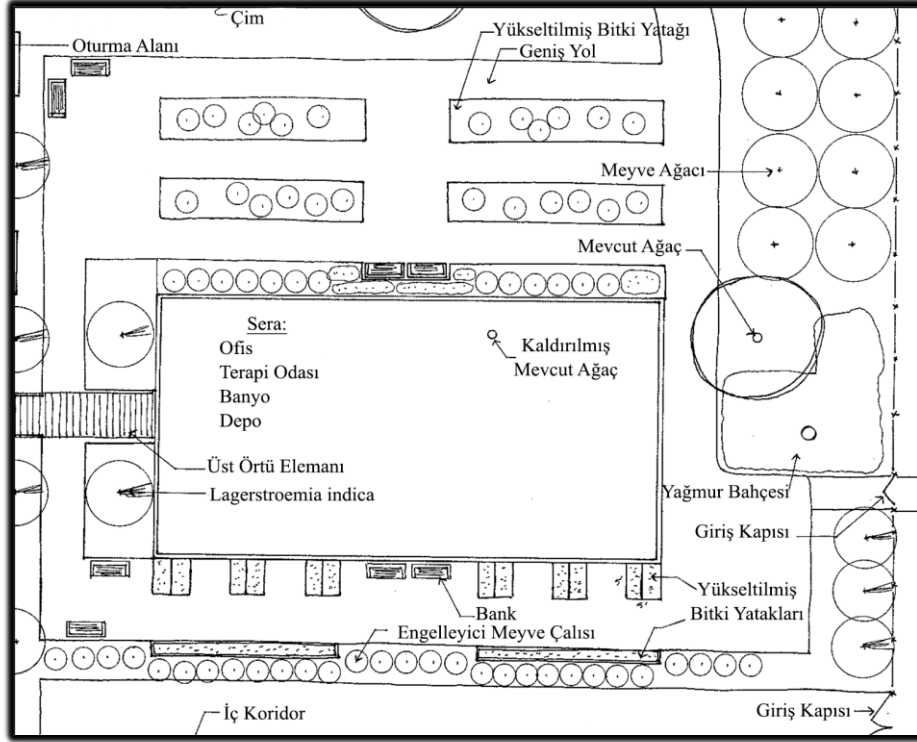 Çim
Oturma Alanı
Yükseltilmiş Bitki Yatağı
Geniş Yol
Meyve Ağacı
Mevcut Ağaç
Sera:
Ofis
Terapi Odası
Banyo
Depo
Kaldırılmış
Mevcut Ağaç
Üst Örtü Elemanı
Lagerstroemia indica
Yağmur Bahçesi
Giriş Kapısı
Yükseltilmiş
Bitki Yatakları
Bank
Engelleyici Meyve Çalısı
İç Koridor
Giriş Kapısı